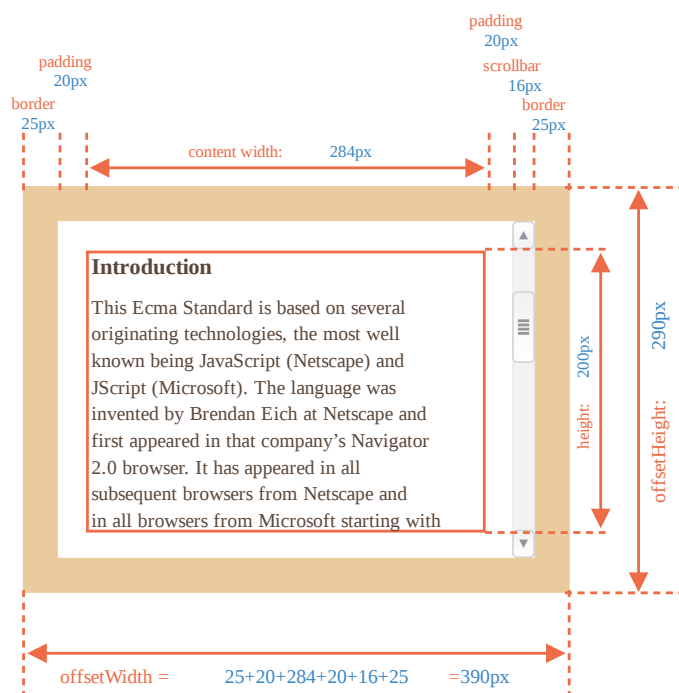 padding
20px
scrollbar
16px
border
25px
padding
20px
border
25px
content width: 284px
Introduction
This Ecma Standard is based on several
originating technologies, the most well
known being JavaScript (Netscape) and
JScript (Microsoft). The language was
invented by Brendan Eich at Netscape and
first appeared in that company’s Navigator
2.0 browser. It has appeared in all
subsequent browsers from Netscape and
in all browsers from Microsoft starting with
height: 200px
offsetHeight: 290px
offsetWidth = 25+20+284+20+16+25 =390px